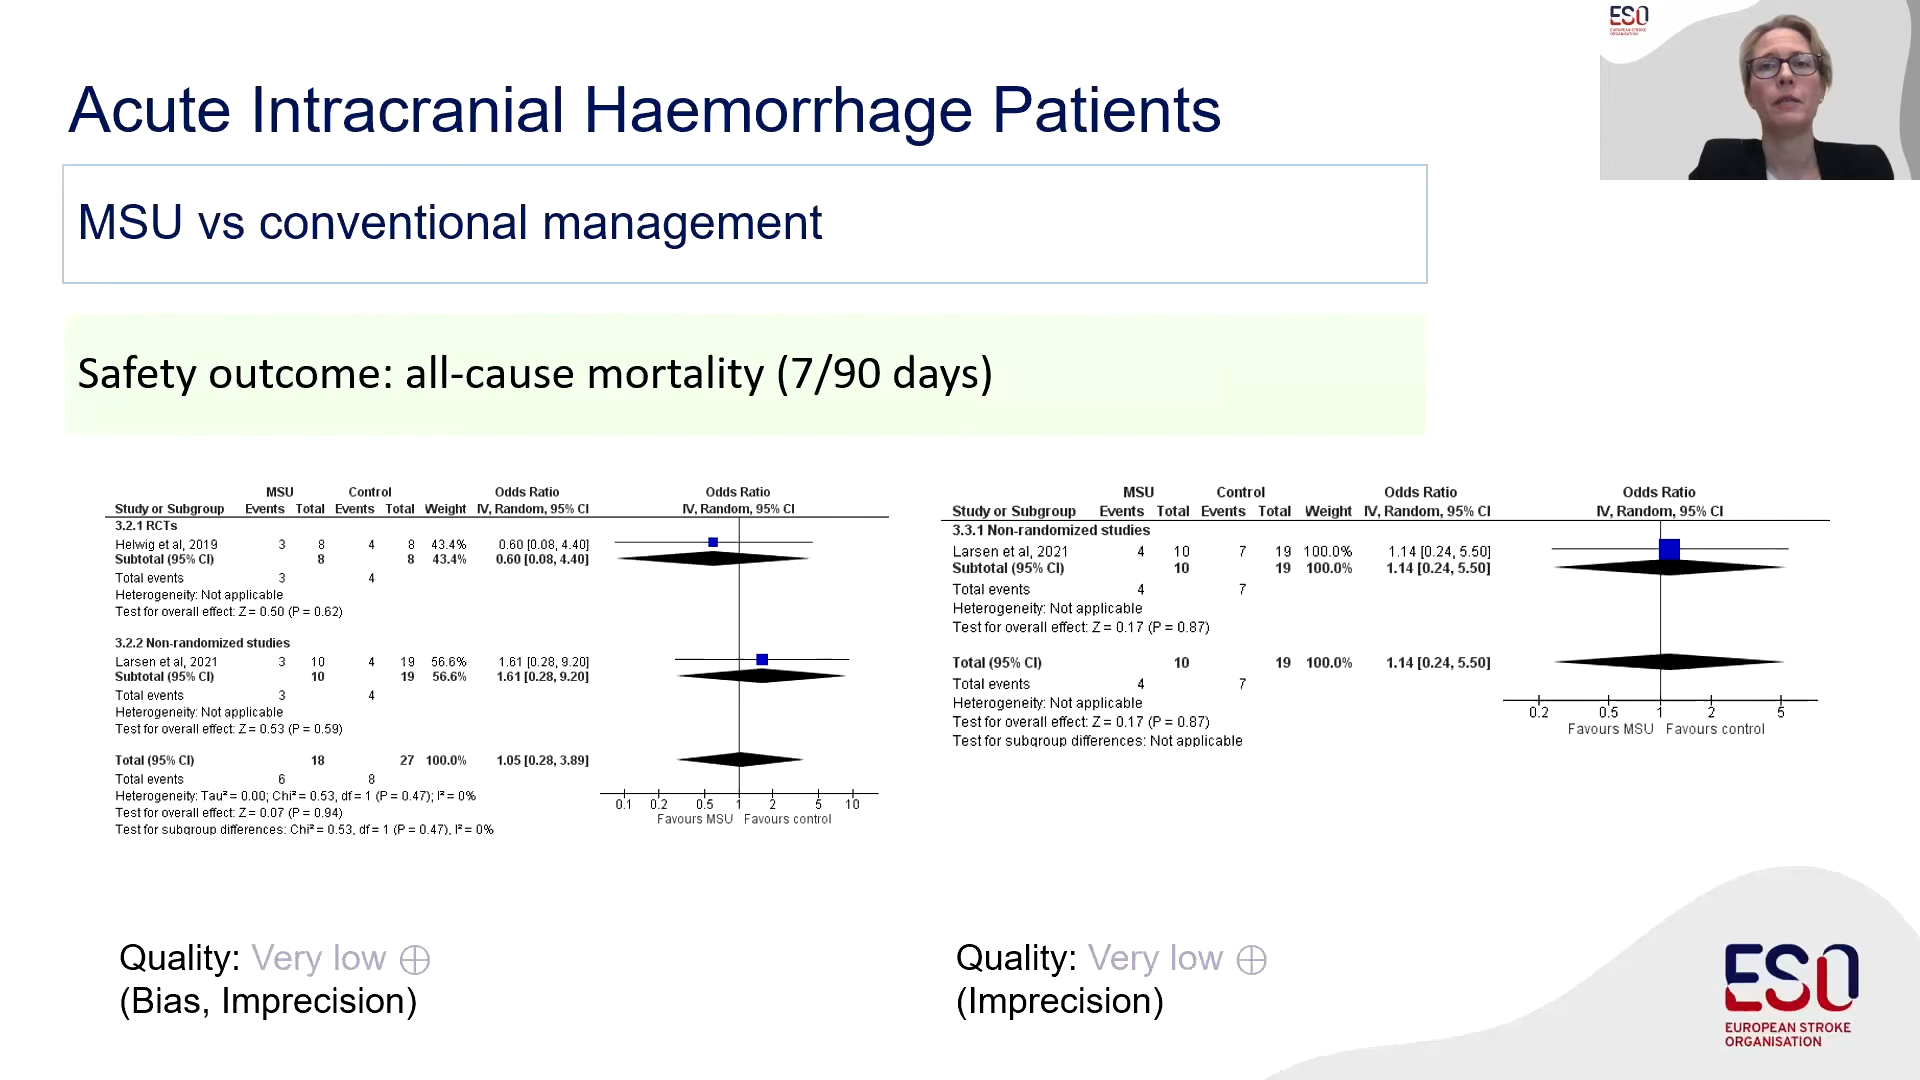 ESO
EUROPEAN STROKE
ORGANISATION
Acute Intracranial Haemorrhage Patients
MSU vs conventional management
Safety outcome: all-cause mortality (7/90 days)
MSU Control Odds Ratio Odds Ratio
Study or Subgroup Events Total Events Total Weight IV, Random, 95% CI IV, Random, 95% CI
3.2.1 RCTs
Helwig et al, 2019 3 8 4 8 43.4% 0.60 [0.08, 4.40]
Subtotal (95% CI) 8 8 43.4% 0.60 [0.08, 4.40]
Total events 3 4
Heterogeneity: Not applicable
Test for overall effect: Z = 0.50 (P = 0.62)
3.2.2 Non-randomized studies
Larsen et al, 2021 3 10 4 19 56.6% 1.61 [0.28, 9.20]
Subtotal (95% CI) 10 19 56.6% 1.61 [0.28, 9.20]
Total events 3 4
Heterogeneity: Not applicable
Test for overall effect: Z = 0.53 (P = 0.59)
Total (95% CI) 18 27 100.0% 1.05 [0.28, 3.89]
Total events 6 8
Heterogeneity: Tau² = 0.00; Chi² = 0.53, df = 1 (P = 0.47); I² = 0%
Test for overall effect: Z = 0.07 (P = 0.94)
Test for subgroup differences: Chi² = 0.53, df = 1 (P = 0.47), I² = 0%
0.1 0.2 0.5 1 2 5 10
Favours MSU Favours control
MSU Control Odds Ratio Odds Ratio
Study or Subgroup Events Total Events Total Weight IV, Random, 95% CI IV, Random, 95% CI
3.3.1 Non-randomized studies
Larsen et al, 2021 4 10 7 19 100.0% 1.14 [0.24, 5.50]
Subtotal (95% CI) 10 19 100.0% 1.14 [0.24, 5.50]
Total events 4 7
Heterogeneity: Not applicable
Test for overall effect: Z = 0.17 (P = 0.87)
Total (95% CI) 10 19 100.0% 1.14 [0.24, 5.50]
Total events 4 7
Heterogeneity: Not applicable
Test for overall effect: Z = 0.17 (P = 0.87)
Test for subgroup differences: Not applicable
0.2 0.5 1 2 5
Favours MSU Favours control
Quality: Very low ⊕
(Bias, Imprecision)
Quality: Very low ⊕
(Imprecision)
ESO
EUROPEAN STROKE
ORGANISATION